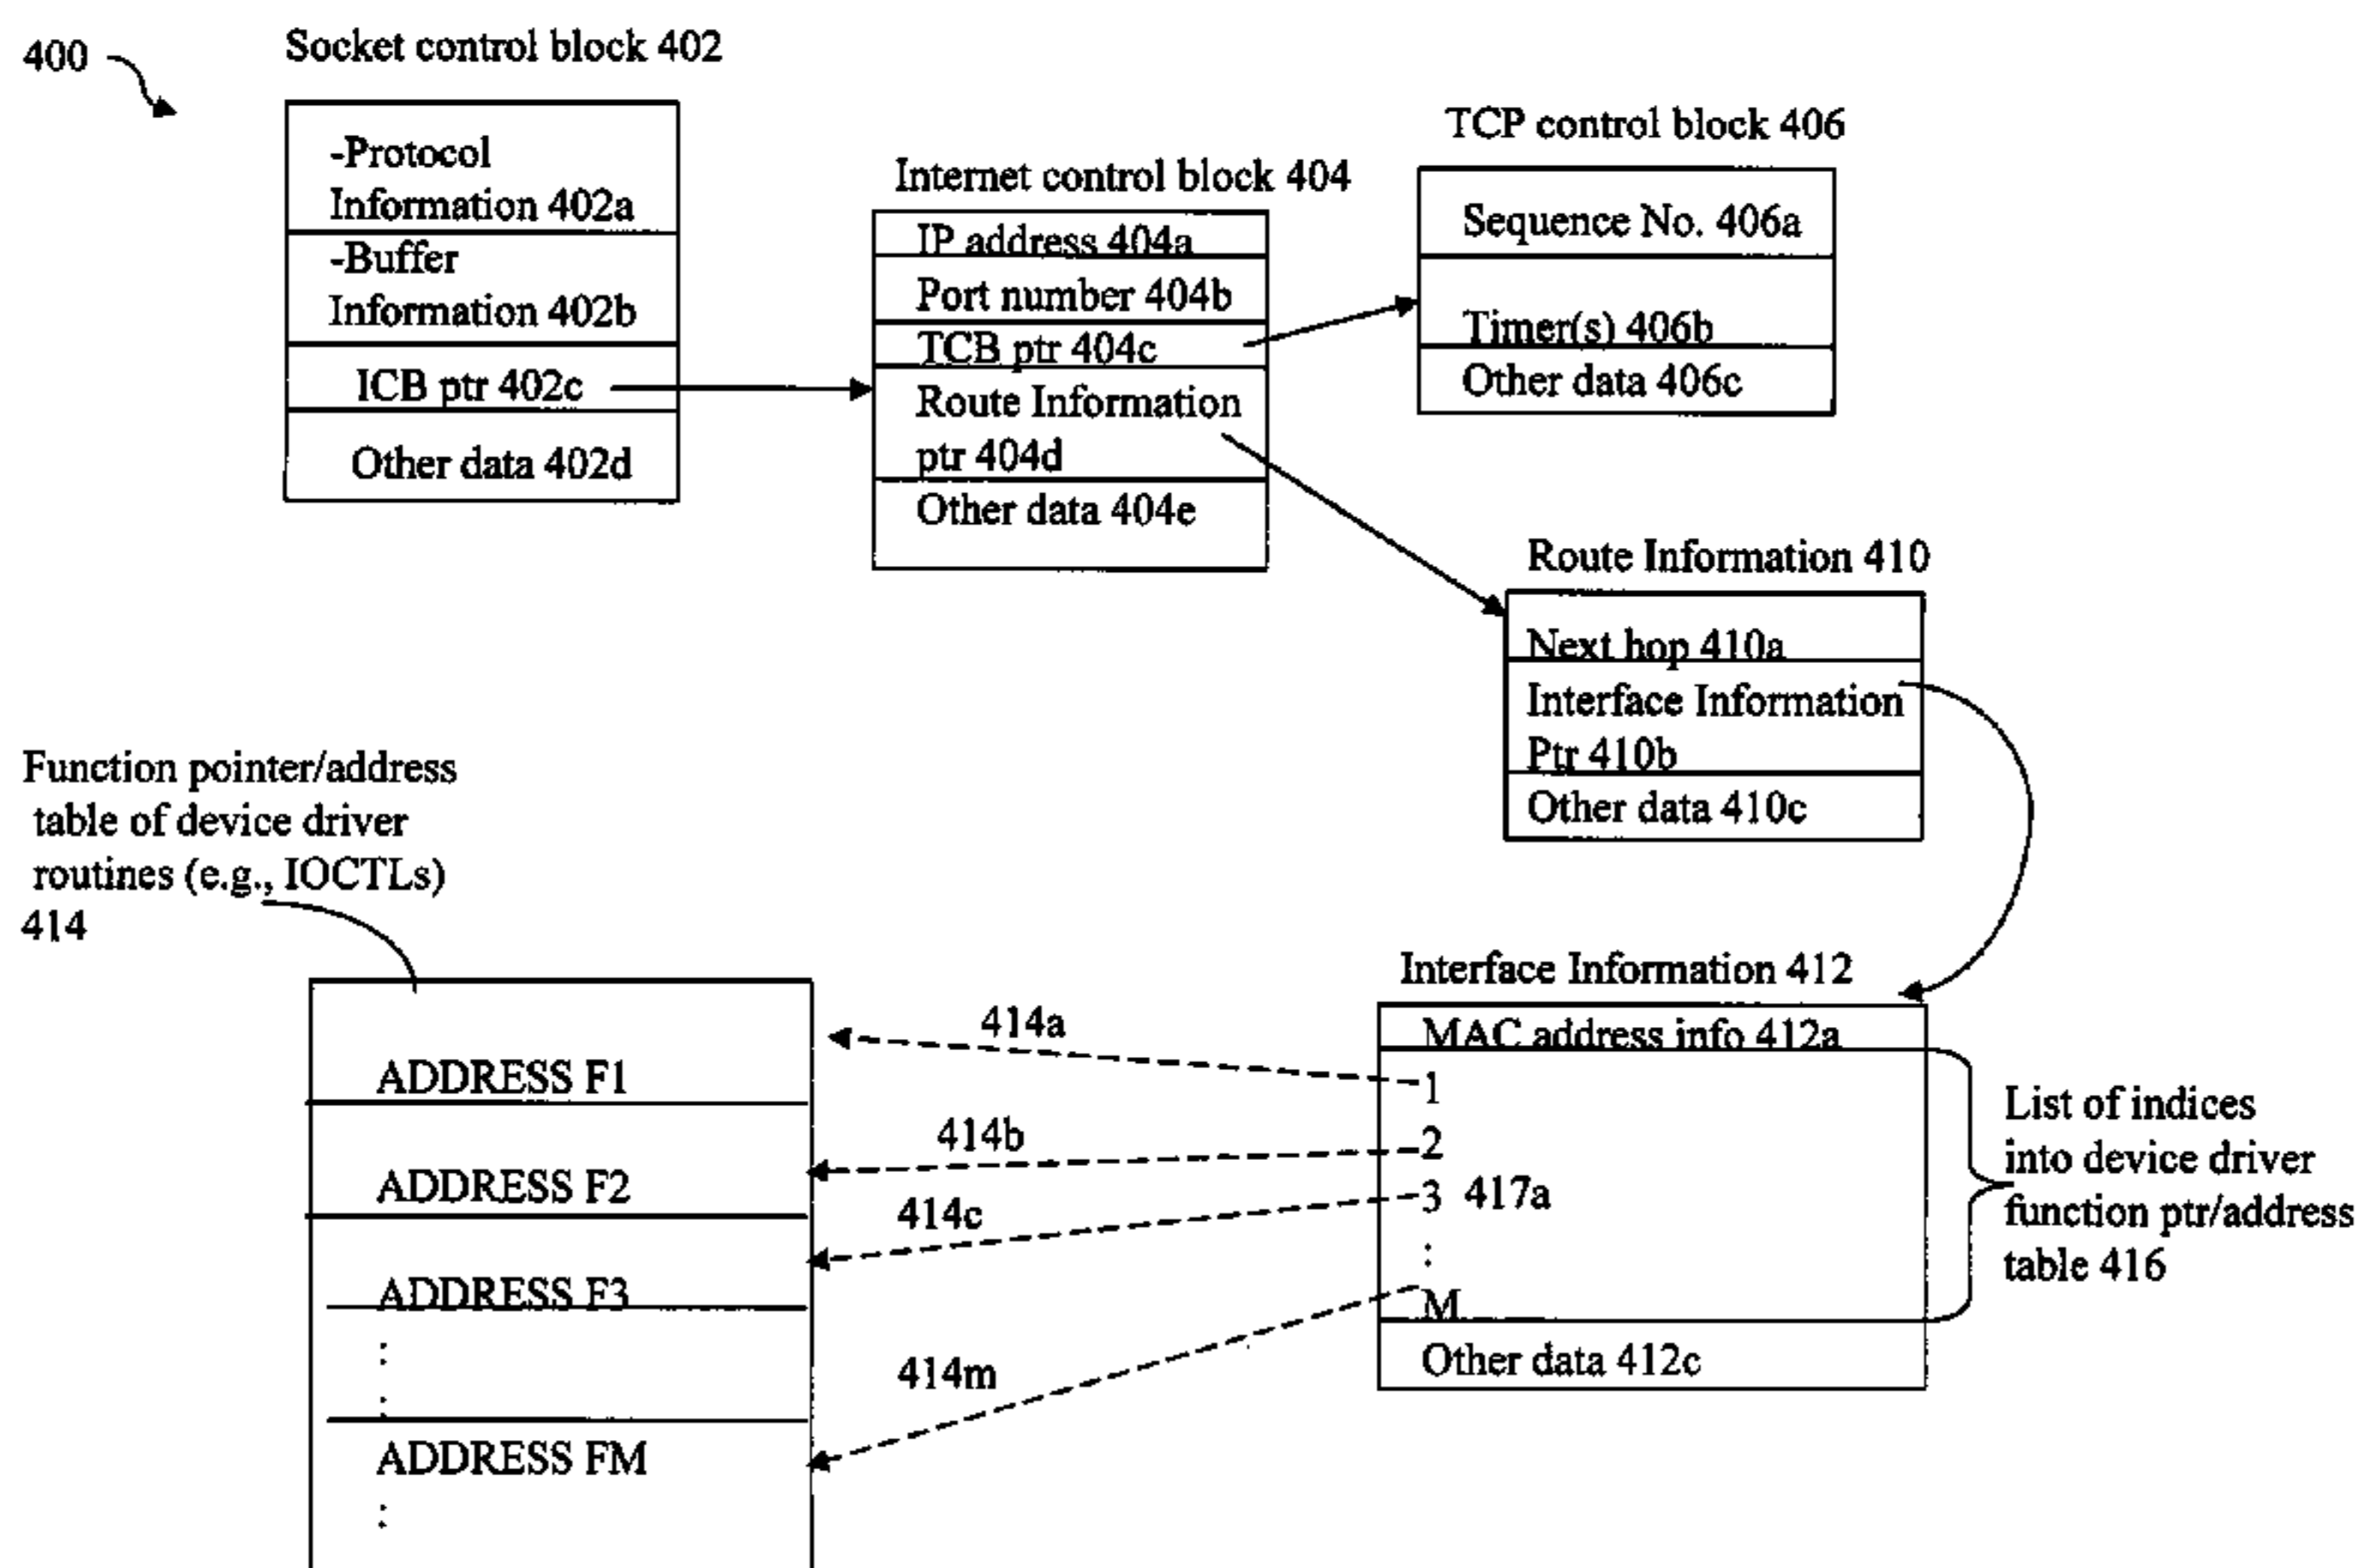 400
Socket control block 402
-Protocol
Information 402a
-Buffer
Information 402b
ICB ptr 402c
Other data 402d
Internet control block 404
IP address 404a
Port number 404b
TCB ptr 404c
Route Information
ptr 404d
Other data 404e
TCP control block 406
Sequence No. 406a
Timer(s) 406b
Other data 406c
Route Information 410
Next hop 410a
Interface Information
Ptr 410b
Other data 410c
Function pointer/address
table of device driver
routines (e.g., IOCTLs)
414
ADDRESS F1
ADDRESS F2
ADDRESS F3
:
:
ADDRESS FM
:
414a
414b
414c
414m
Interface Information 412
MAC address info 412a
1
2
3 417a
:
M
Other data 412c
List of indices
into device driver
function ptr/address
table 416